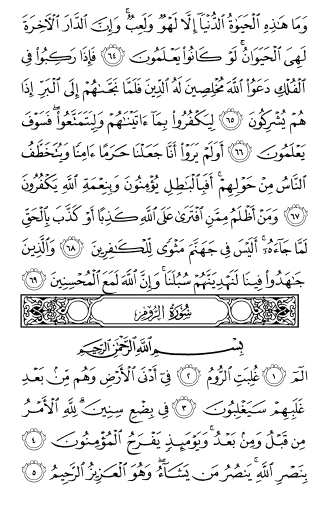 وَمَا هَٰذِهِ الْحَيَوٰةُ الدُّنْيَآ إِلَّا لَهْوٌ وَلَعِبٌ ۚ وَإِنَّ الدَّارَ الْآخِرَةَ
لَهِىَ الْحَيَوَانُ ۚ لَوْ كَانُوا۟ يَعْلَمُونَ ﴿٦٤﴾ فَإِذَا رَكِبُوا۟ فِى
الْفُلْكِ دَعَوُا۟ اللَّهَ مُخْلِصِينَ لَهُ الدِّينَ فَلَمَّا نَجَّىٰهُمْ إِلَى الْبَرِّ إِذَا
هُمْ يُشْرِكُونَ ﴿٦٥﴾ لِيَكْفُرُوا۟ بِمَآ ءَاتَيْنَٰهُمْ وَلِيَتَمَتَّعُوا۟ ۖ فَسَوْفَ
يَعْلَمُونَ ﴿٦٦﴾ أَوَلَمْ يَرَوْا۟ أَنَّا جَعَلْنَا حَرَمًا ءَامِنًا وَيُتَخَطَّفُ
النَّاسُ مِنْ حَوْلِهِمْ ۚ أَفَبِالْبَٰطِلِ يُؤْمِنُونَ وَبِنِعْمَةِ اللَّهِ يَكْفُرُونَ
﴿٦٧﴾ وَمَنْ أَظْلَمُ مِمَّنِ افْتَرَىٰ عَلَى اللَّهِ كَذِبًا أَوْ كَذَّبَ بِالْحَقِّ
لَمَّا جَآءَهُۥٓ ۚ أَلَيْسَ فِى جَهَنَّمَ مَثْوًى لِّلْكَٰفِرِينَ ﴿٦٨﴾ وَالَّذِينَ
جَٰهَدُوا۟ فِينَا لَنَهْدِيَنَّهُمْ سُبُلَنَا ۚ وَإِنَّ اللَّهَ لَمَعَ الْمُحْسِنِينَ ﴿٦٩﴾
سُورَةُ الرُّومِ
بِسْمِ اللَّهِ الرَّحْمَٰنِ الرَّحِيمِ
الٓمٓ ﴿١﴾ غُلِبَتِ الرُّومُ ﴿٢﴾ فِىٓ أَدْنَى الْأَرْضِ وَهُم مِّنۢ بَعْدِ
غَلَبِهِمْ سَيَغْلِبُونَ ﴿٣﴾ فِى بِضْعِ سِنِينَ ۗ لِلَّهِ الْأَمْرُ
مِن قَبْلُ وَمِنۢ بَعْدُ ۚ وَيَوْمَئِذٍ يَفْرَحُ الْمُؤْمِنُونَ ﴿٤﴾
بِنَصْرِ اللَّهِ ۚ يَنصُرُ مَن يَشَآءُ ۖ وَهُوَ الْعَزِيزُ الرَّحِيمُ ﴿٥﴾